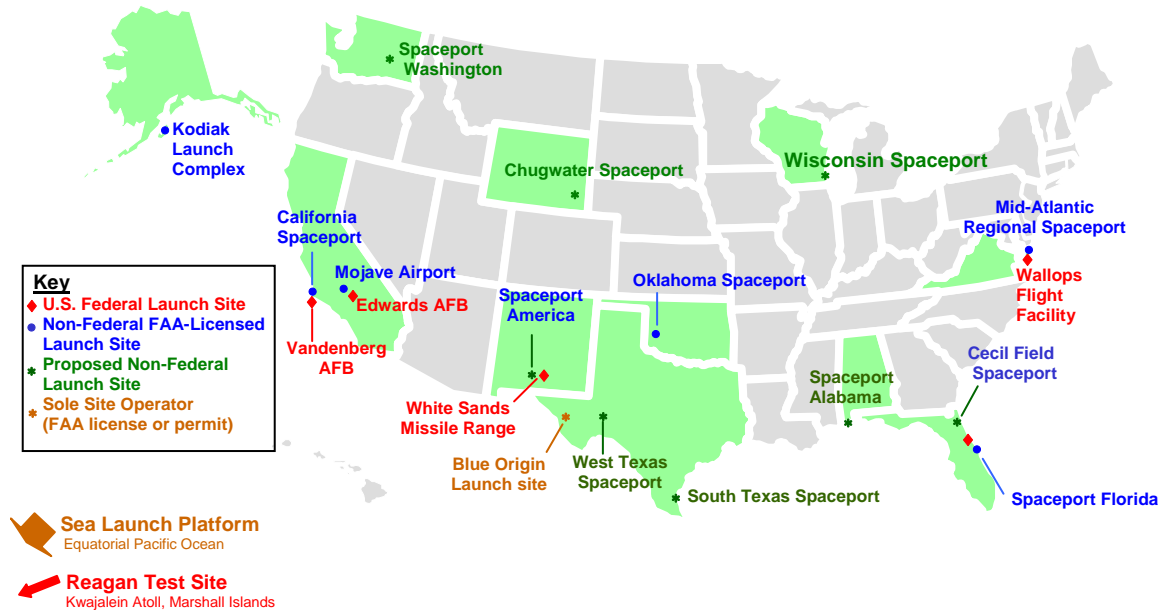 Spaceport
Washington
Kodiak
Launch
Complex
Chugwater Spaceport
Wisconsin Spaceport
California
Spaceport
Mid-Atlantic
Regional Spaceport
Mojave Airport
Edwards AFB
Oklahoma Spaceport
Wallops
Flight
Facility
Spaceport
America
Vandenberg
AFB
Key
U.S. Federal Launch Site
Non-Federal FAA-Licensed
Launch Site
Proposed Non-Federal
Launch Site
Sole Site Operator
(FAA license or permit)
Cecil Field
Spaceport
Spaceport
Alabama
White Sands
Missile Range
Blue Origin
Launch site
West Texas
Spaceport
South Texas Spaceport
Spaceport Florida
Sea Launch Platform
Equatorial Pacific Ocean
Reagan Test Site
Kwajalein Atoll, Marshall Islands